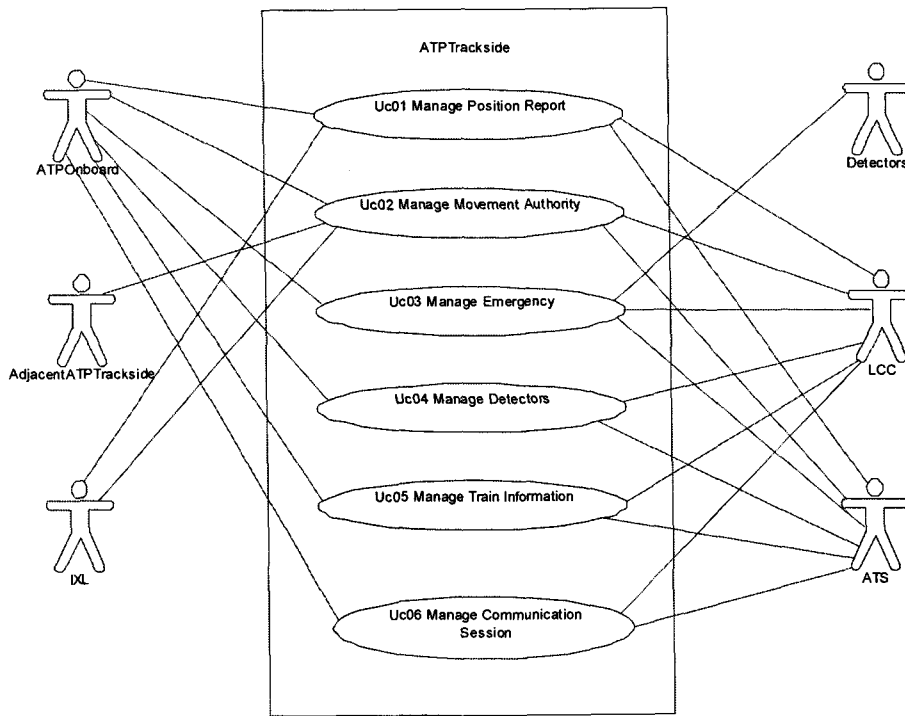 ATPTrackside
Uc01 Manage Position Report
ATPOnboard
Detectors
Uc02 Manage Movement Authority
Uc03 Manage Emergency
AdjacentATPTrackside
LCC
Uc04 Manage Detectors
Uc05 Manage Train Information
IXL
ATS
Uc06 Manage Communication
Session